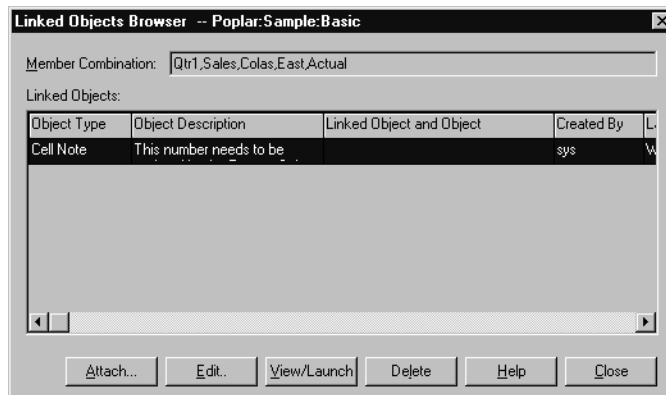 Linked Objects Browser -- Poplar:Sample:Basic
Member Combination: Qtr1,Sales,Colas,East,Actual
Linked Objects:
Object Type Object Description Linked Object and Object Created By
Cell Note This number needs to be sys
Attach... Edit.. View/Launch Delete Help Close